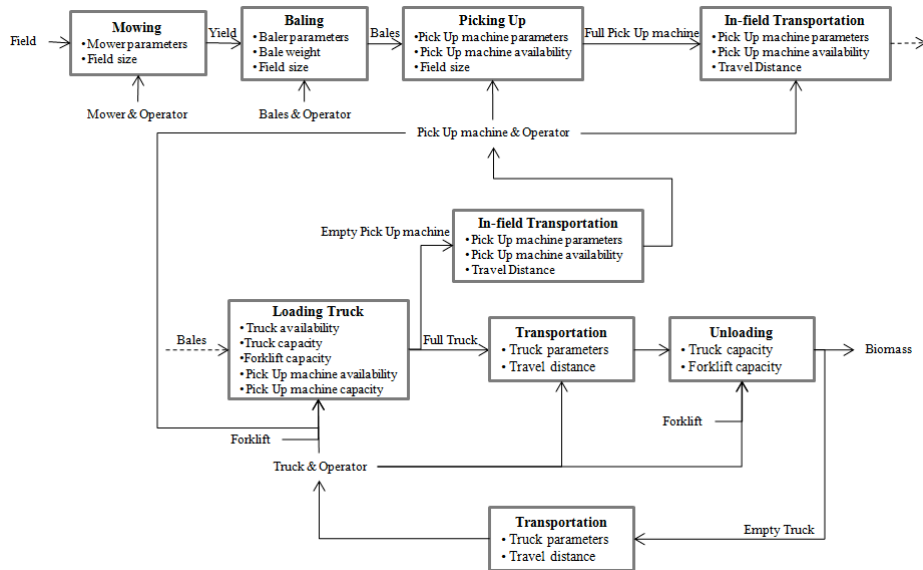 Field
Mowing
•Mower parameters
•Field size
Yield
Baling
•Baler parameters
•Bale weight
•Field size
Bales
Picking Up
•Pick Up machine parameters
•Pick Up machine availability
•Field size
Full Pick Up machine
In-field Transportation
•Pick Up machine parameters
•Pick Up machine availability
•Travel Distance
Mower & Operator
Bales & Operator
Pick Up machine & Operator
Empty Pick Up machine
In-field Transportation
•Pick Up machine parameters
•Pick Up machine availability
•Travel Distance
Bales
Loading Truck
•Truck availability
•Truck capacity
•Forklift capacity
•Pick Up machine availability
•Pick Up machine capacity
Full Truck
Transportation
• Truck parameters
• Travel distance
Unloading
• Truck capacity
• Forklift capacity
Biomass
Forklift
Forklift
Truck & Operator
Transportation
• Truck parameters
• Travel distance
Empty Truck